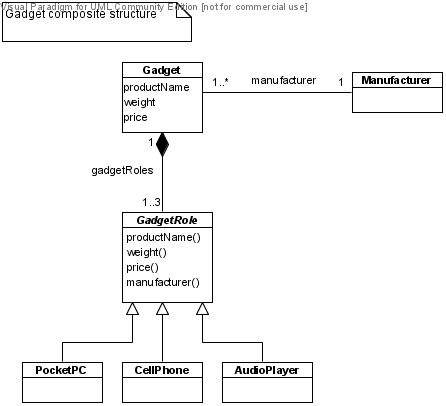 Visual Paradigm for UML Community Edition [not for commercial use]
Gadget composite structure
Gadget
productName
weight
price
1..*
manufacturer
1
Manufacturer
1
gadgetRoles
1..3
GadgetRole
productName()
weight()
price()
manufacturer()
PocketPC
CellPhone
AudioPlayer